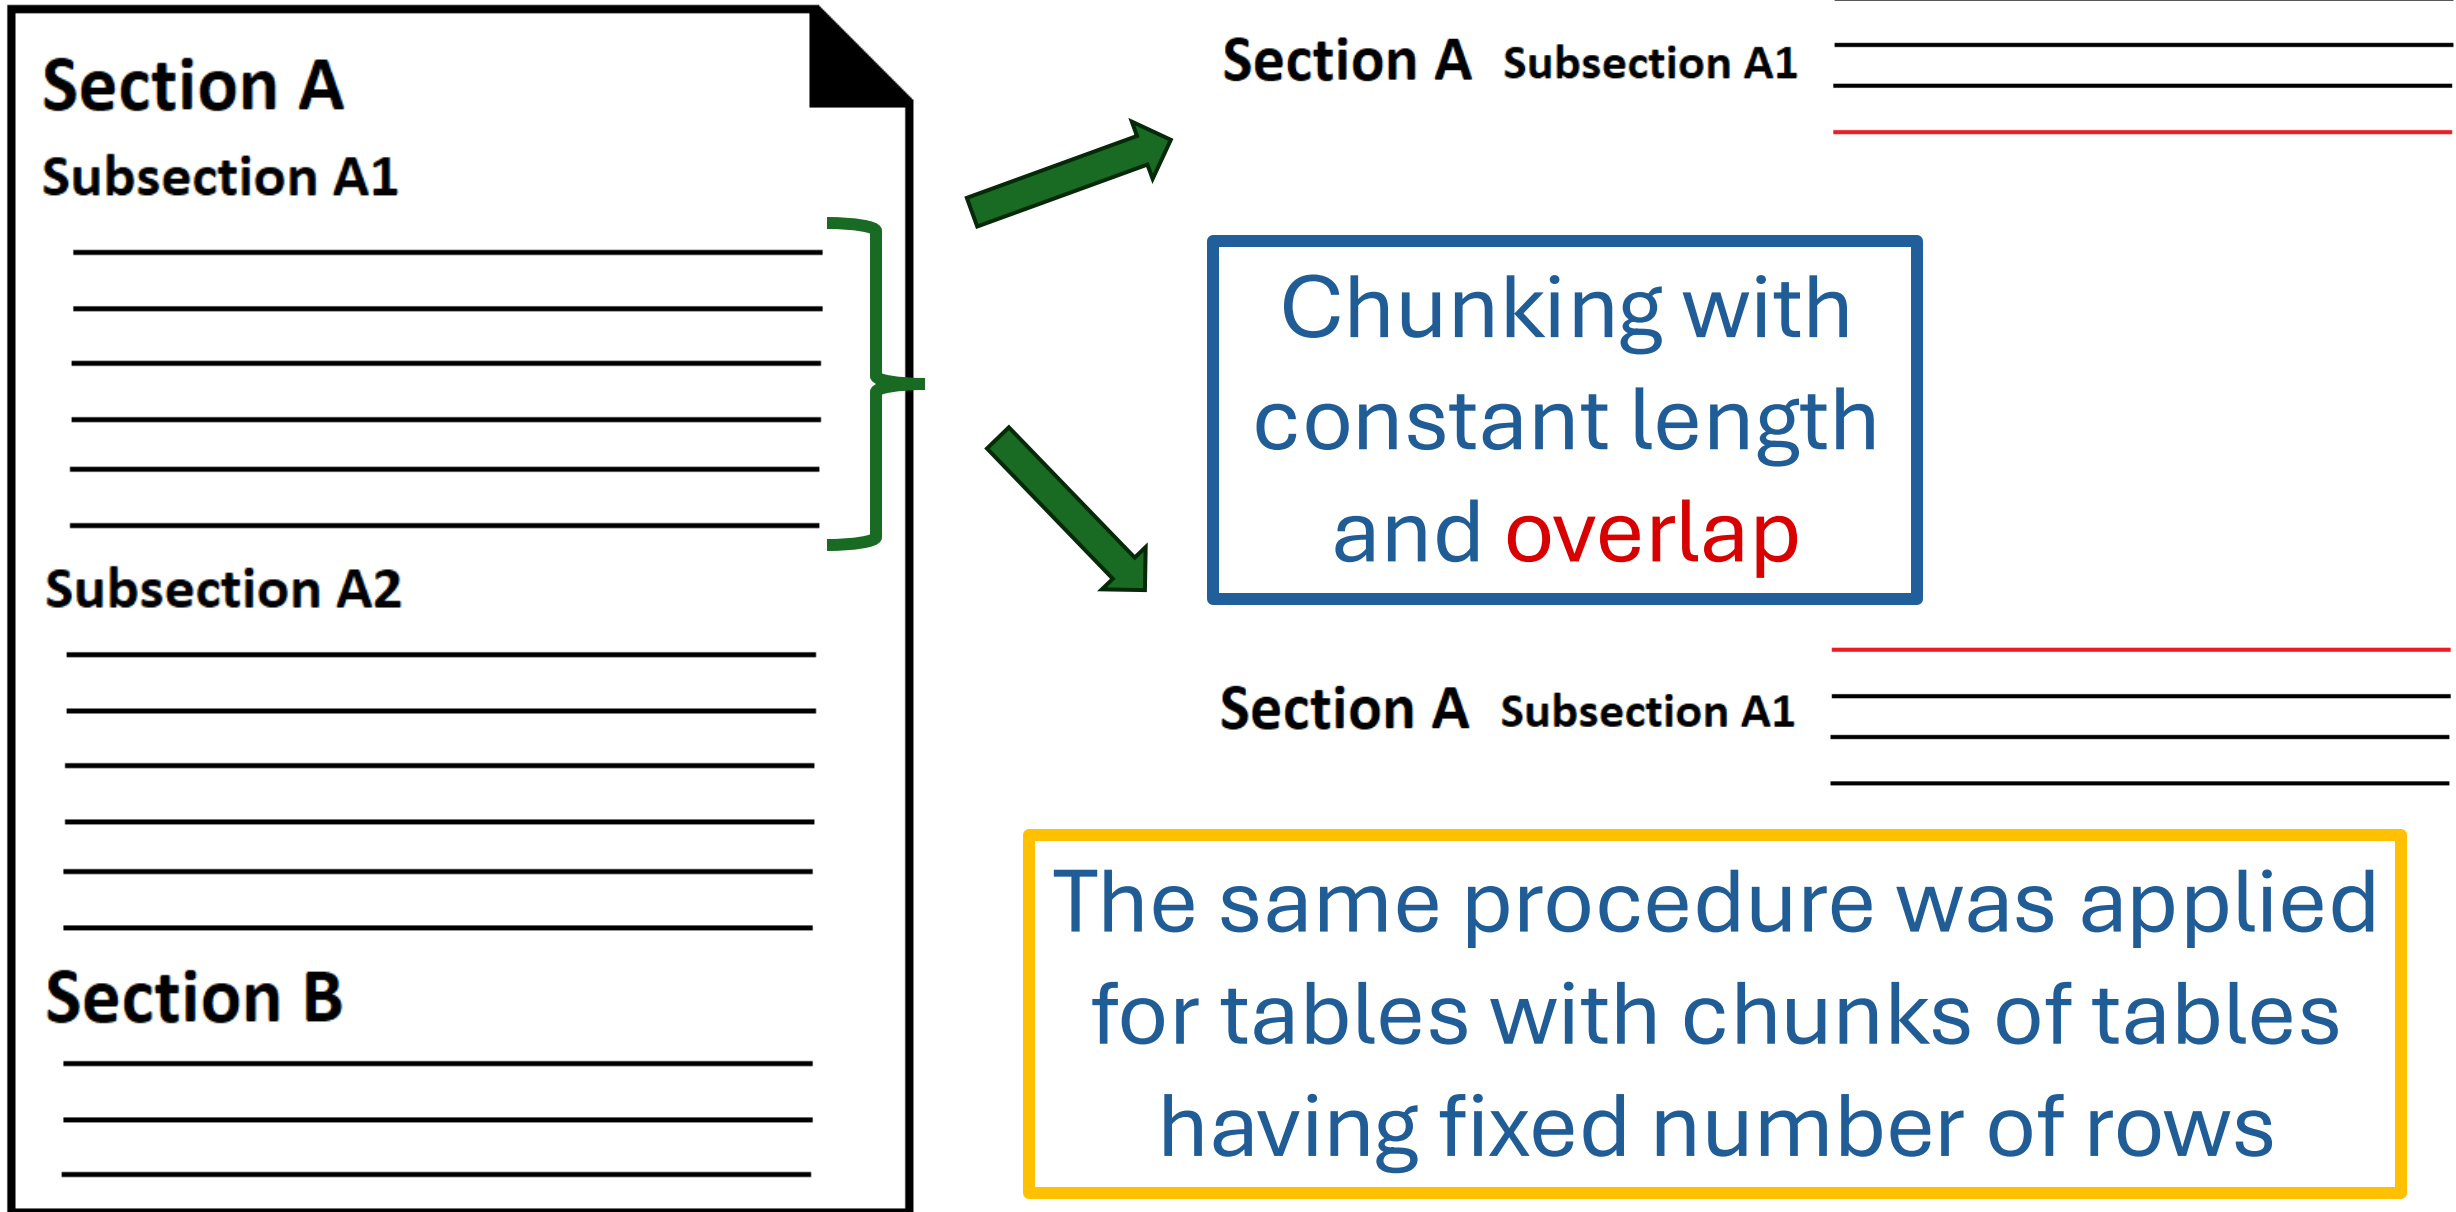 Section A
Subsection A1
Subsection A2
Section B
Section A Subsection A1
Chunking with
constant length
and overlap
Section A Subsection A1
The same procedure was applied
for tables with chunks of tables
having fixed number of rows